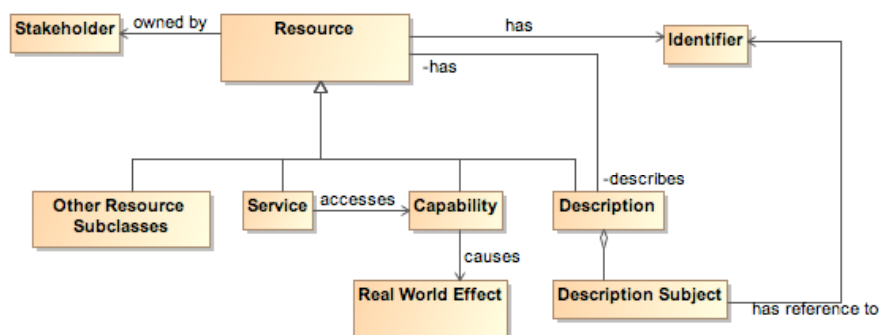 Stakeholder
owned by
Resource
has
Identifier
-has
-describes
Other Resource
Subclasses
Service
accesses
Capability
Description
causes
Real World Effect
Description Subject
has reference to